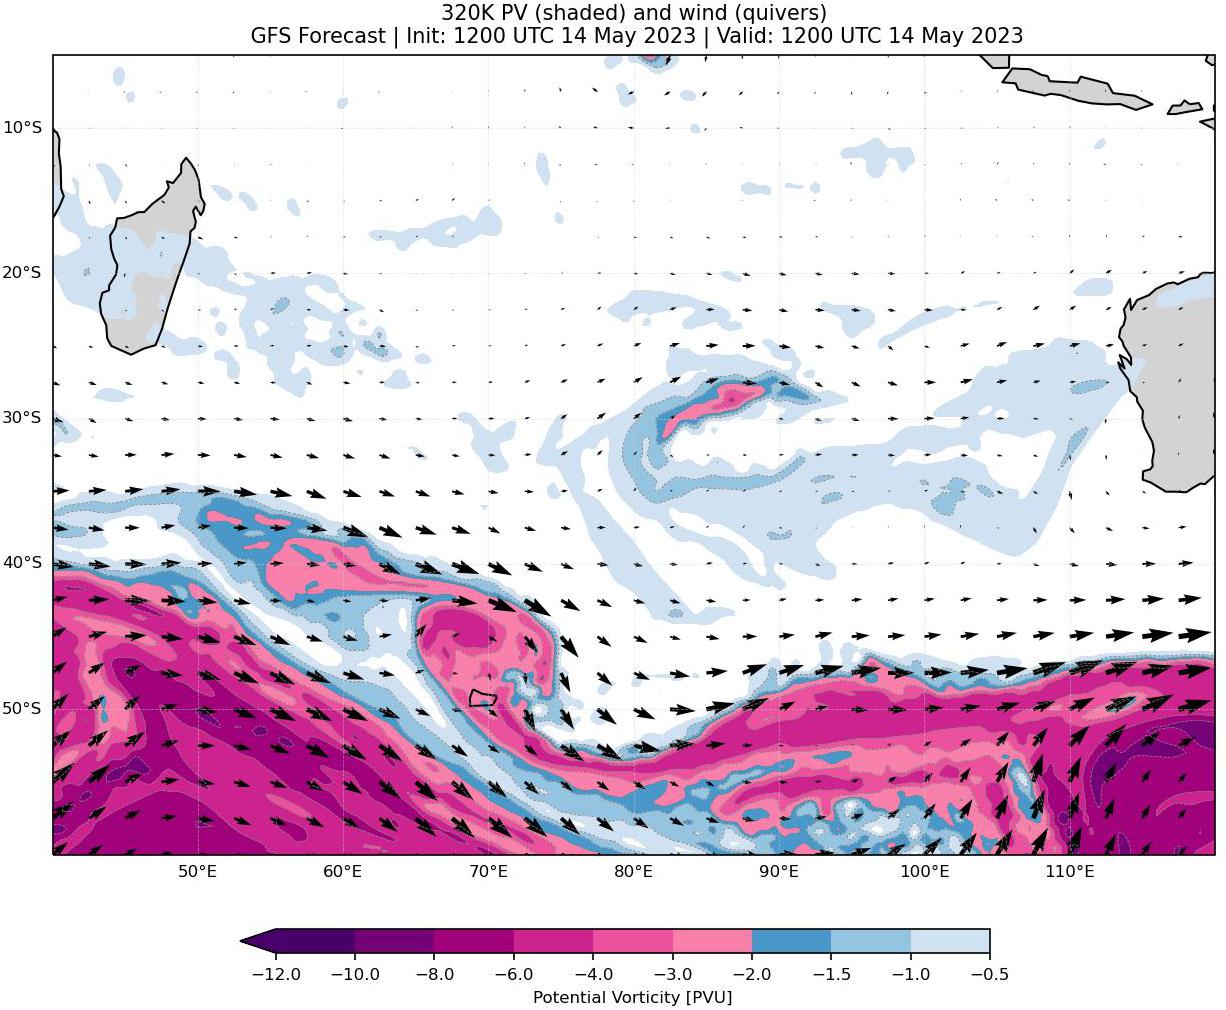 320K PV (shaded) and wind (quivers)
GFS Forecast | Init: 1200 UTC 14 May 2023 | Valid: 1200 UTC 14 May 2023
10°S
20°S
30°S
40°S
50°S
50°E 60°E 70°E 80°E 90°E 100°E 110°E
−12.0 −10.0 −8.0 −6.0 −4.0 −3.0 −2.0 −1.5 −1.0 −0.5
Potential Vorticity [PVU]